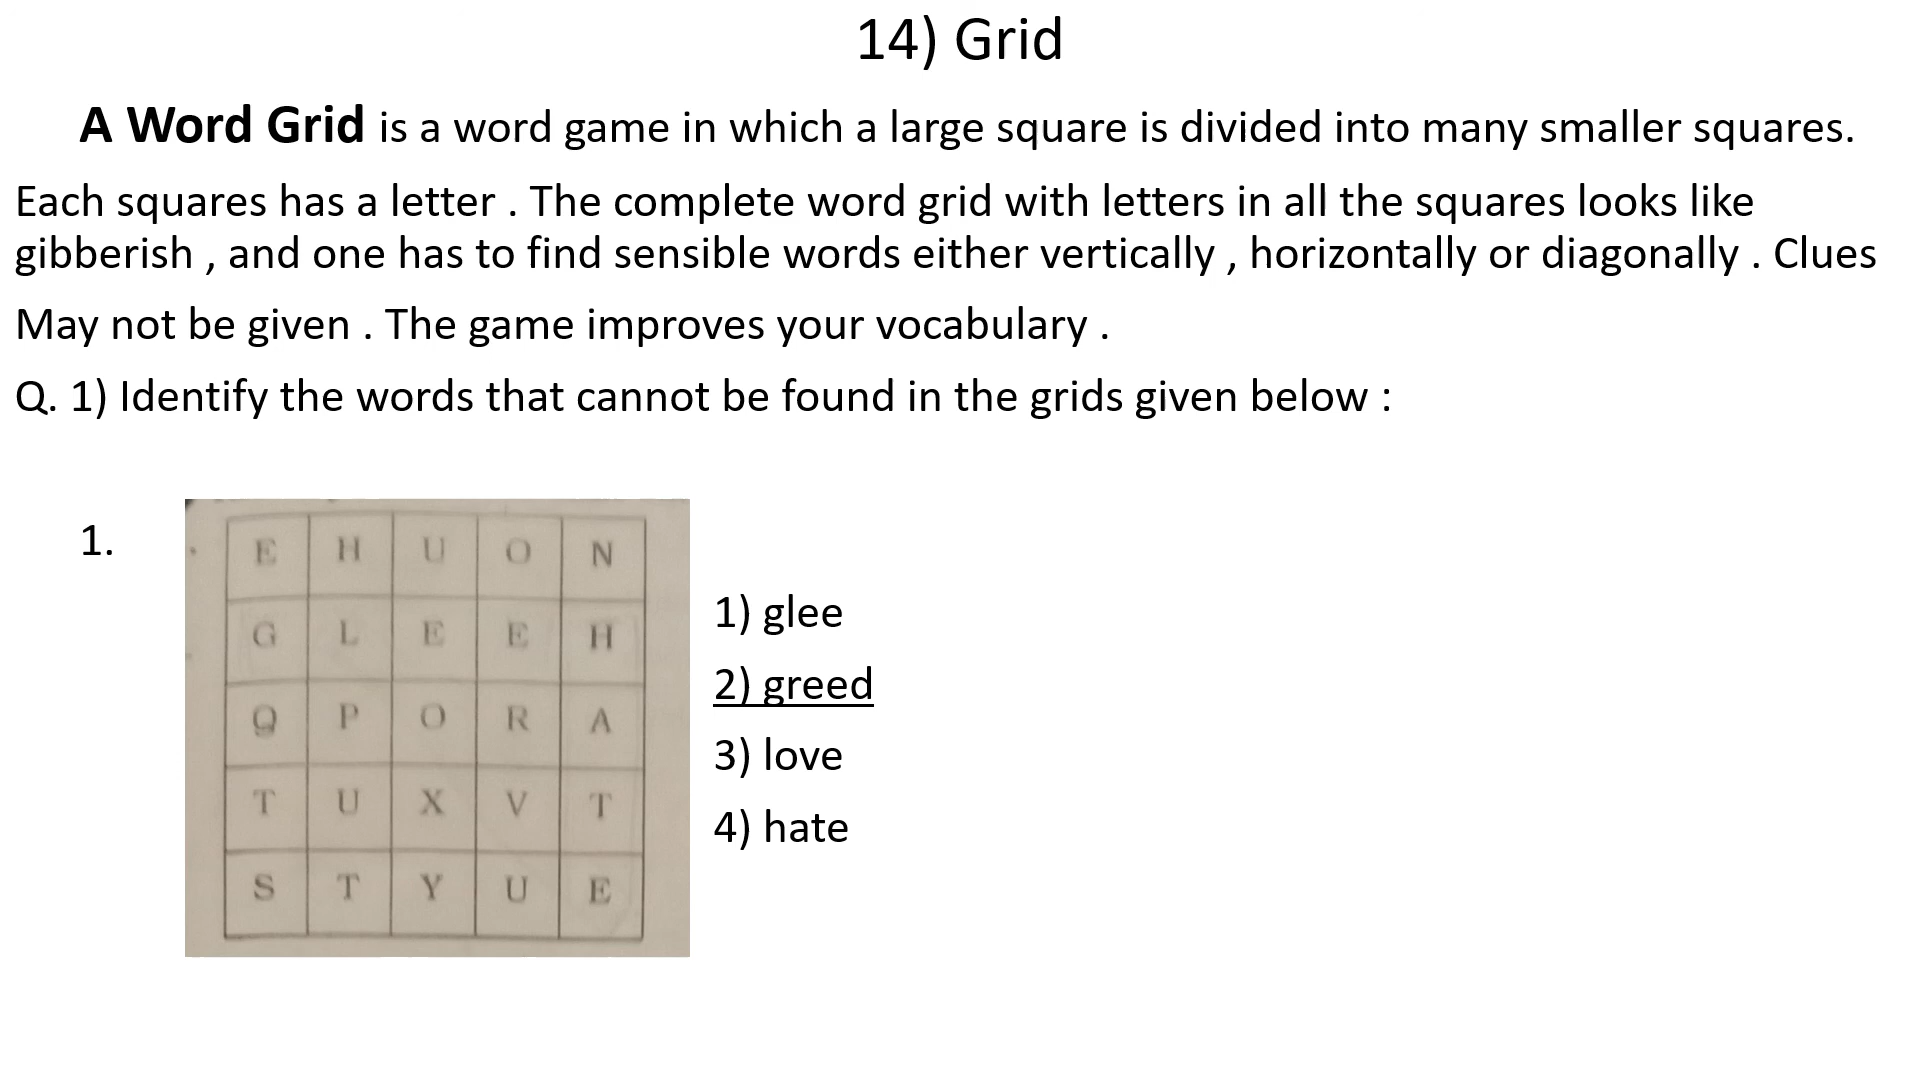 14) Grid
A Word Grid is a word game in which a large square is divided into many smaller squares.
Each squares has a letter . The complete word grid with letters in all the squares looks like
gibberish , and one has to find sensible words either vertically , horizontally or diagonally . Clues
May not be given . The game improves your vocabulary .
Q. 1) Identify the words that cannot be found in the grids given below :
1.
E H U O N
G L E E H
Q P O R A
T U X V T
S T Y U E
1) glee
2) greed
3) love
4) hate